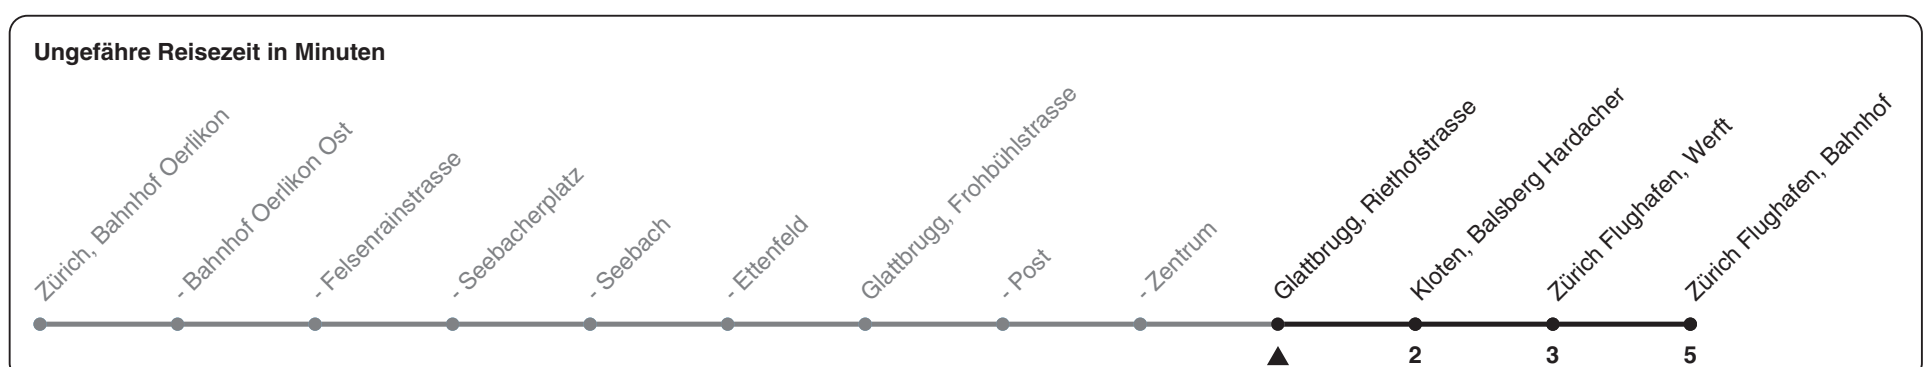 Ungefähre Reisezeit in Minuten
Zürich, Bahnhof Oerlikon
- Bahnhof Oerlikon Ost
- Felsenrainstrasse
- Seebacherplatz
- Seebach
- Ettenfeld
Glattbrugg, Frohbühlstrasse
- Post
- Zentrum
Glattbrugg, Riethofstrasse
Kloten, Balsberg Hardacher
Zürich Flughafen, Werft
Zürich Flughafen, Bahnhof
2 3 5